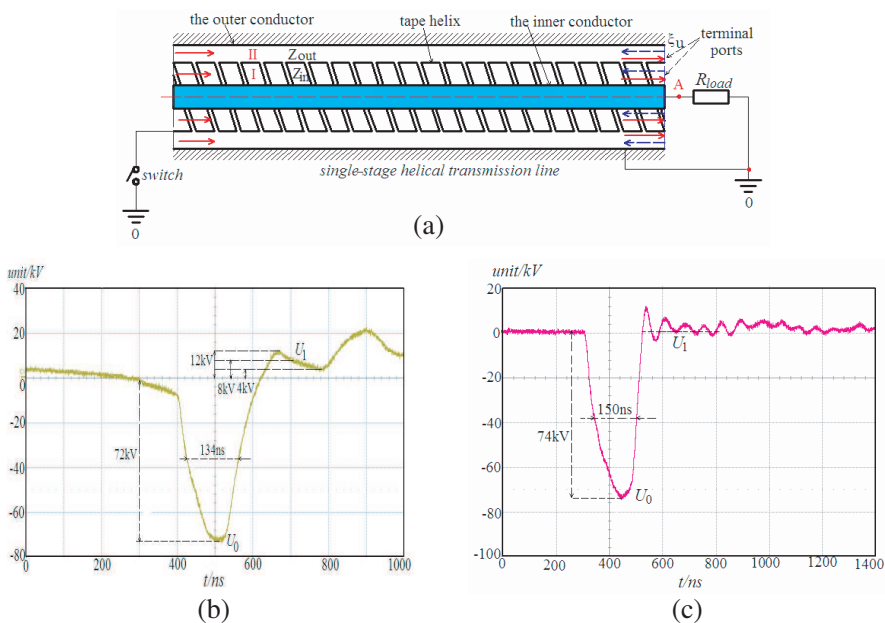 the outer conductor
tape helix
the inner conductor
ξu
terminal
ports
II
Zout
I
Zin
A
Rload
switch
single-stage helical transmission line
0
0
(a)
unit/kV
40
20
0
-20
-40
-60
-80
12kV
8kV
4kV
U1
72kV
134ns
U0
0
200
400
600
800
1000
t/ns
(b)
unit/kV
20
0
-20
-40
-60
-80
-100
U1
150ns
74kV
U0
0
200
400
600
800
1000
1200
1400
t/ns
(c)